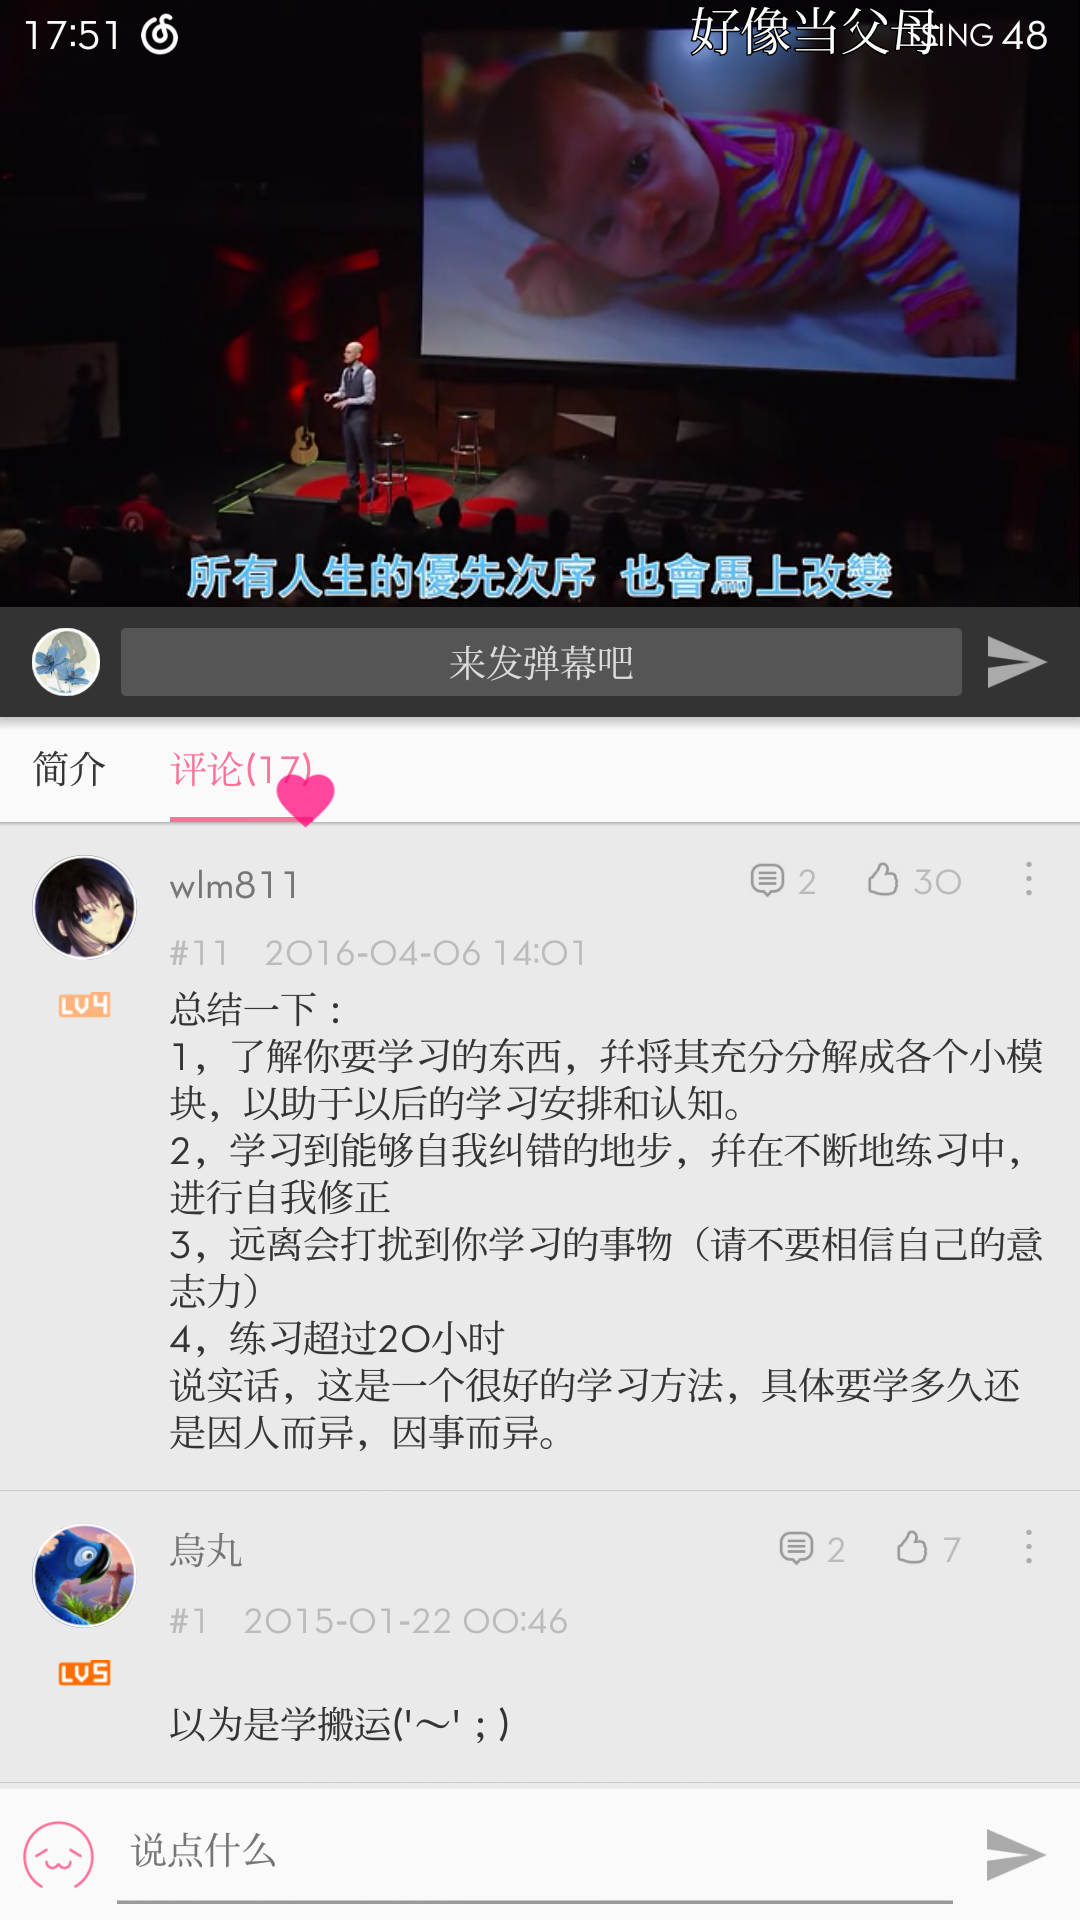 17:51
好像当父母
TSING 48
TEDx
CSU
所有人生的優先次序 也會馬上改變
来发弹幕吧
简介
评论(17)
wlm811
2
30
#11 2016-04-06 14:01
LV4
总结一下：
1，了解你要学习的东西，并将其充分分解成各个小模
块，以助于以后的学习安排和认知。
2，学习到能够自我纠错的地步，并在不断地练习中，
进行自我修正
3，远离会打扰到你学习的事物（请不要相信自己的意
志力）
4，练习超过20小时
说实话，这是一个很好的学习方法，具体要学多久还
是因人而异，因事而异。
烏丸
2
7
#1 2015-01-22 00:46
LV5
以为是学搬运('～'；)
说点什么